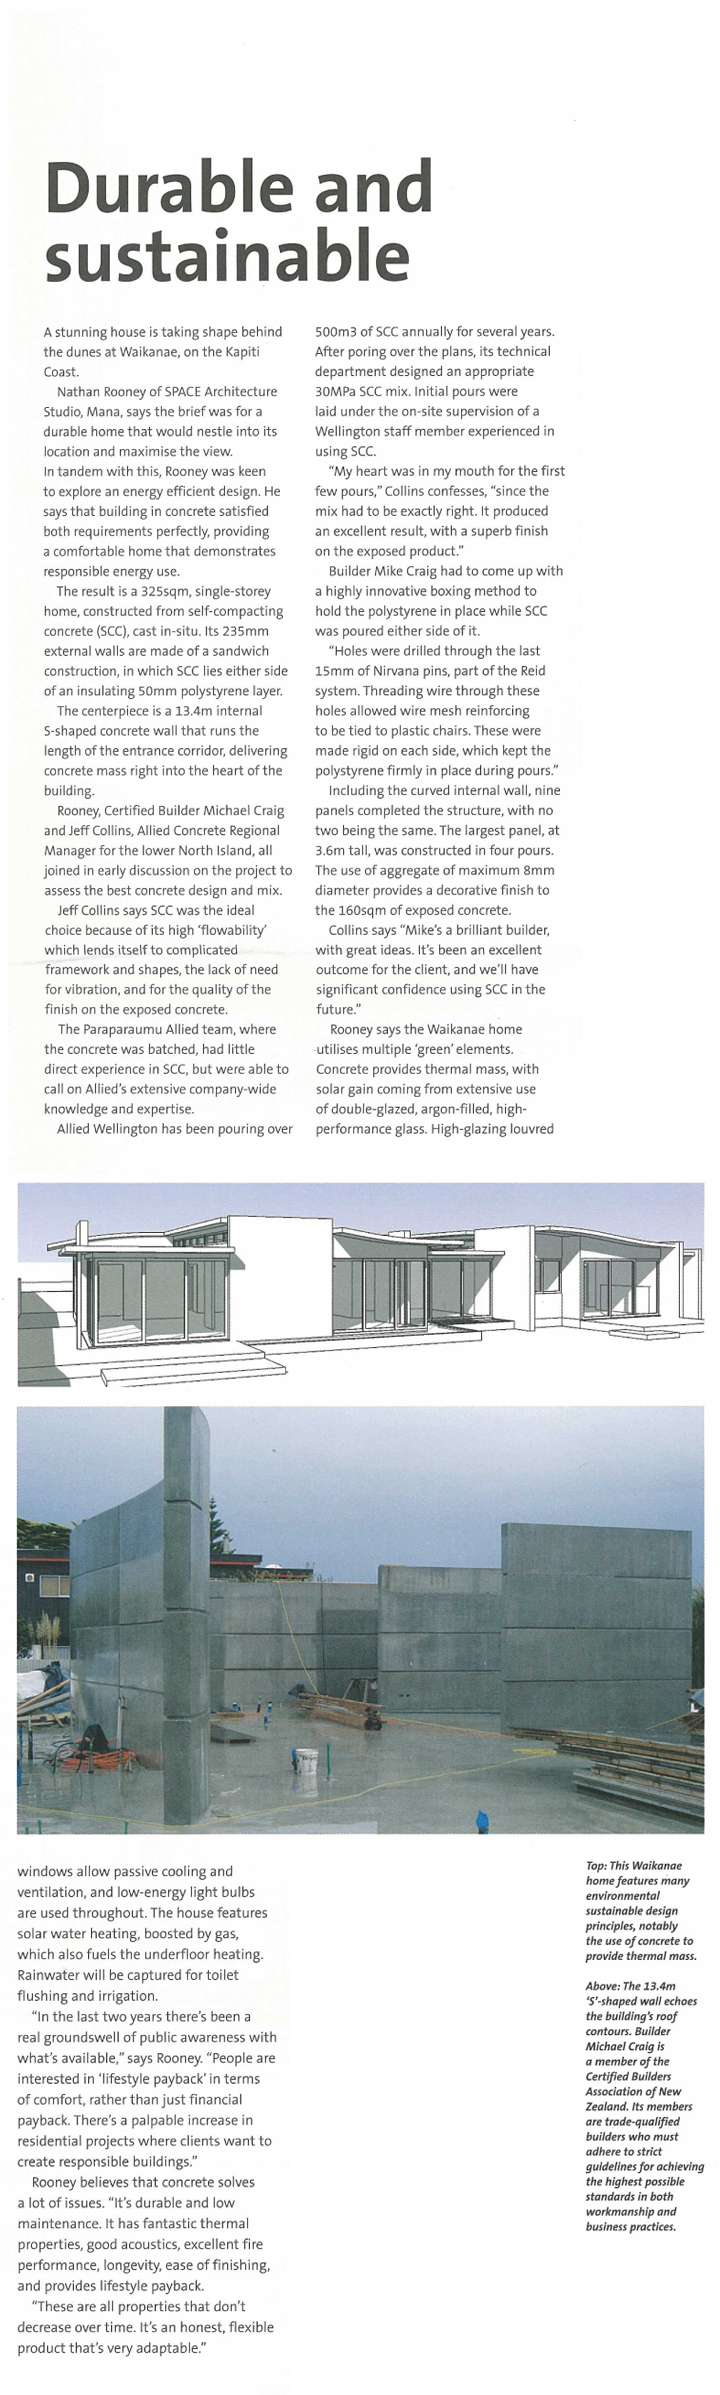 Durable and
sustainable
A stunning house is taking shape behind
the dunes at Waikanae, on the Kapiti
Coast.
Nathan Rooney of SPACE Architecture
Studio, Mana, says the brief was for a
durable home that would nestle into its
location and maximise the view.
In tandem with this, Rooney was keen
to explore an energy efficient design. He
says that building in concrete satisfied
both requirements perfectly, providing
a comfortable home that demonstrates
responsible energy use.
The result is a 325sqm, single-storey
home, constructed from self-compacting
concrete (SCC), cast in-situ. Its 235mm
external walls are made of a sandwich
construction, in which SCC lies either side
of an insulating 50mm polystyrene layer.
The centerpiece is a 13.4m internal
S-shaped concrete wall that runs the
length of the entrance corridor, delivering
concrete mass right into the heart of the
building.
Rooney, Certified Builder Michael Craig
and Jeff Collins, Allied Concrete Regional
Manager for the lower North Island, all
joined in early discussion on the project to
assess the best concrete design and mix.
Jeff Collins says SCC was the ideal
choice because of its high ‘flowability’
which lends itself to complicated
framework and shapes, the lack of need
for vibration, and for the quality of the
finish on the exposed concrete.
The Paraparaumu Allied team, where
the concrete was batched, had little
direct experience in SCC, but were able to
call on Allied’s extensive company-wide
knowledge and expertise.
Allied Wellington has been pouring over
500m3 of SCC annually for several years.
After poring over the plans, its technical
department designed an appropriate
30MPa SCC mix. Initial pours were
laid under the on-site supervision of a
Wellington staff member experienced in
using SCC.
“My heart was in my mouth for the first
few pours,” Collins confesses, “since the
mix had to be exactly right. It produced
an excellent result, with a superb finish
on the exposed product.”
Builder Mike Craig had to come up with
a highly innovative boxing method to
hold the polystyrene in place while SCC
was poured either side of it.
“Holes were drilled through the last
15mm of Nirvana pins, part of the Reid
system. Threading wire through these
holes allowed wire mesh reinforcing
to be tied to plastic chairs. These were
made rigid on each side, which kept the
polystyrene firmly in place during pours.”
Including the curved internal wall, nine
panels completed the structure, with no
two being the same. The largest panel, at
3.6m tall, was constructed in four pours.
The use of aggregate of maximum 8mm
diameter provides a decorative finish to
the 160sqm of exposed concrete.
Collins says “Mike’s a brilliant builder,
with great ideas. It’s been an excellent
outcome for the client, and we’ll have
significant confidence using SCC in the
future.”
Rooney says the Waikanae home
utilises multiple ‘green’ elements.
Concrete provides thermal mass, with
solar gain coming from extensive use
of double-glazed, argon-filled, high-
performance glass. High-glazing louvred
windows allow passive cooling and
ventilation, and low-energy light bulbs
are used throughout. The house features
solar water heating, boosted by gas,
which also fuels the underfloor heating.
Rainwater will be captured for toilet
flushing and irrigation.
“In the last two years there’s been a
real groundswell of public awareness with
what’s available,” says Rooney. “People are
interested in ‘lifestyle payback’ in terms
of comfort, rather than just financial
payback. There’s a palpable increase in
residential projects where clients want to
create responsible buildings.”
Rooney believes that concrete solves
a lot of issues. “It’s durable and low
maintenance. It has fantastic thermal
properties, good acoustics, excellent fire
performance, longevity, ease of finishing,
and provides lifestyle payback.
“These are all properties that don’t
decrease over time. It’s an honest, flexible
product that’s very adaptable.”
Top: This Waikanae
home features many
environmental
sustainable design
principles, notably
the use of concrete to
provide thermal mass.
Above: The 13.4m
‘S’-shaped wall echoes
the building’s roof
contours. Builder
Michael Craig is
a member of the
Certified Builders
Association of New
Zealand. Its members
are trade-qualified
builders who must
adhere to strict
guidelines for achieving
the highest possible
standards in both
workmanship and
business practices.